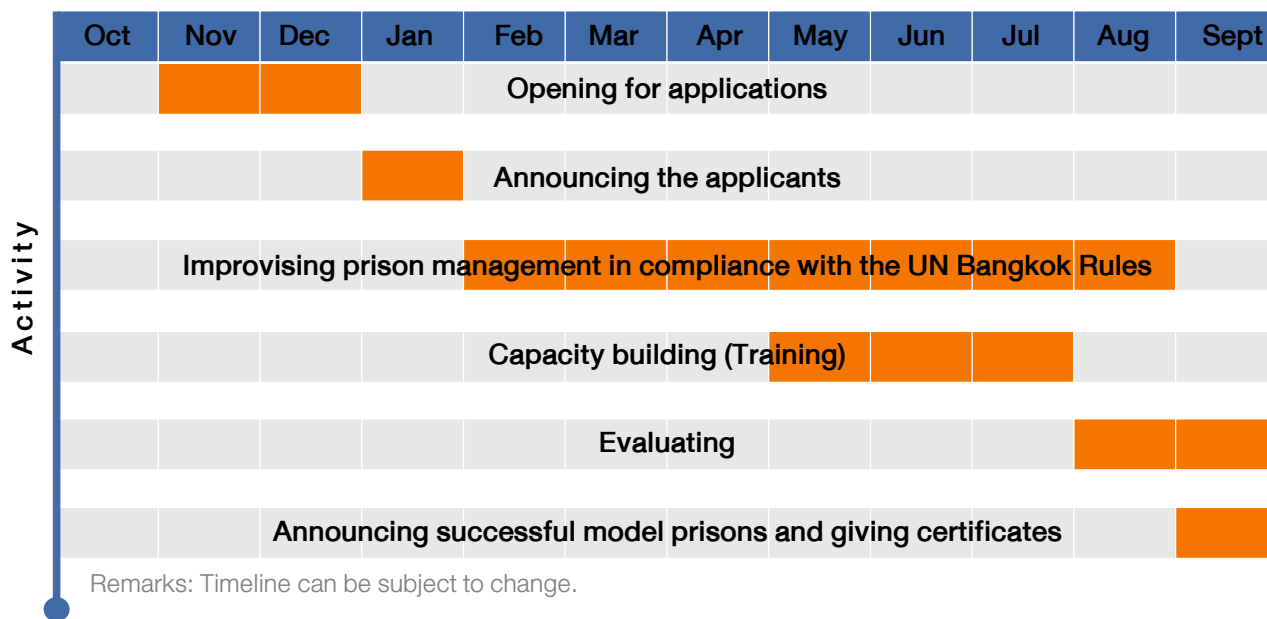 Oct Nov Dec Jan Feb Mar Apr May Jun Jul Aug Sept
Opening for applications
Announcing the applicants
Improvising prison management in compliance with the UN Bangkok Rules
Activity
Capacity building (Training)
Evaluating
Announcing successful model prisons and giving certificates
Remarks: Timeline can be subject to change.